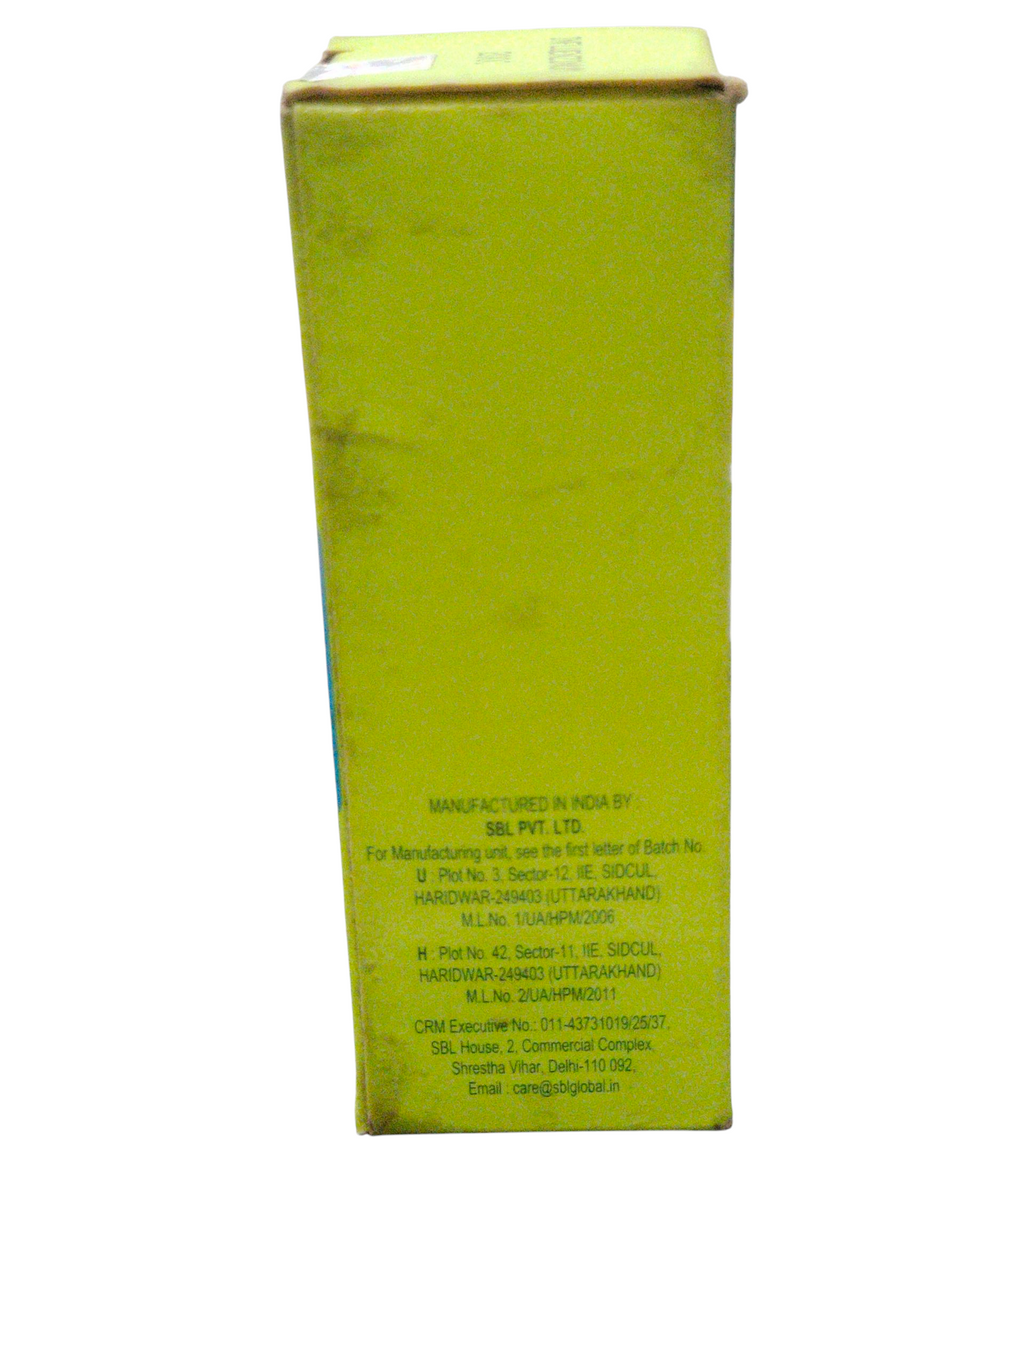 MANUFACTURED IN INDIA BY :
SBL PVT. LTD.
For Manufacturing unit, see the first letter of Batch No.
U : Plot No. 3, Sector-12, IIE, SIDCUL,
HARIDWAR-249403 (UTTARAKHAND)
M.L.No. 1/UA/HPM/2006
H : Plot No. 42, Sector-11, IIE, SIDCUL,
HARIDWAR-249403 (UTTARAKHAND)
M.L.No. 2/UA/HPM/2011
CRM Executive No.: 011-43731019/25/37,
SBL House, 2, Commercial Complex,
Shrestha Vihar, Delhi-110 092,
Email : care@sblglobal.in